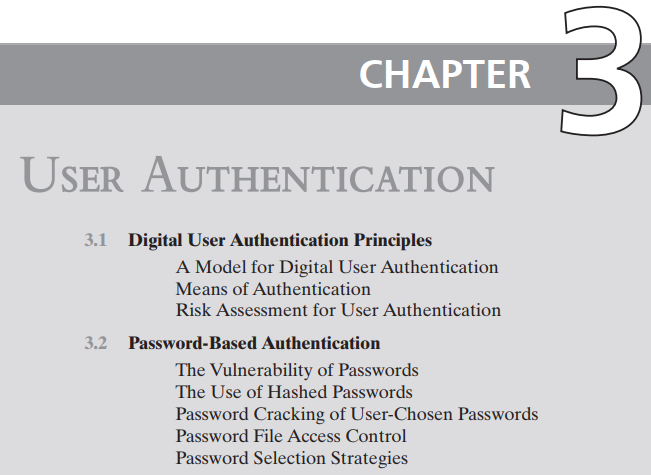 CHAPTER 3
USER AUTHENTICATION
3.1 Digital User Authentication Principles
A Model for Digital User Authentication
Means of Authentication
Risk Assessment for User Authentication
3.2 Password-Based Authentication
The Vulnerability of Passwords
The Use of Hashed Passwords
Password Cracking of User-Chosen Passwords
Password File Access Control
Password Selection Strategies